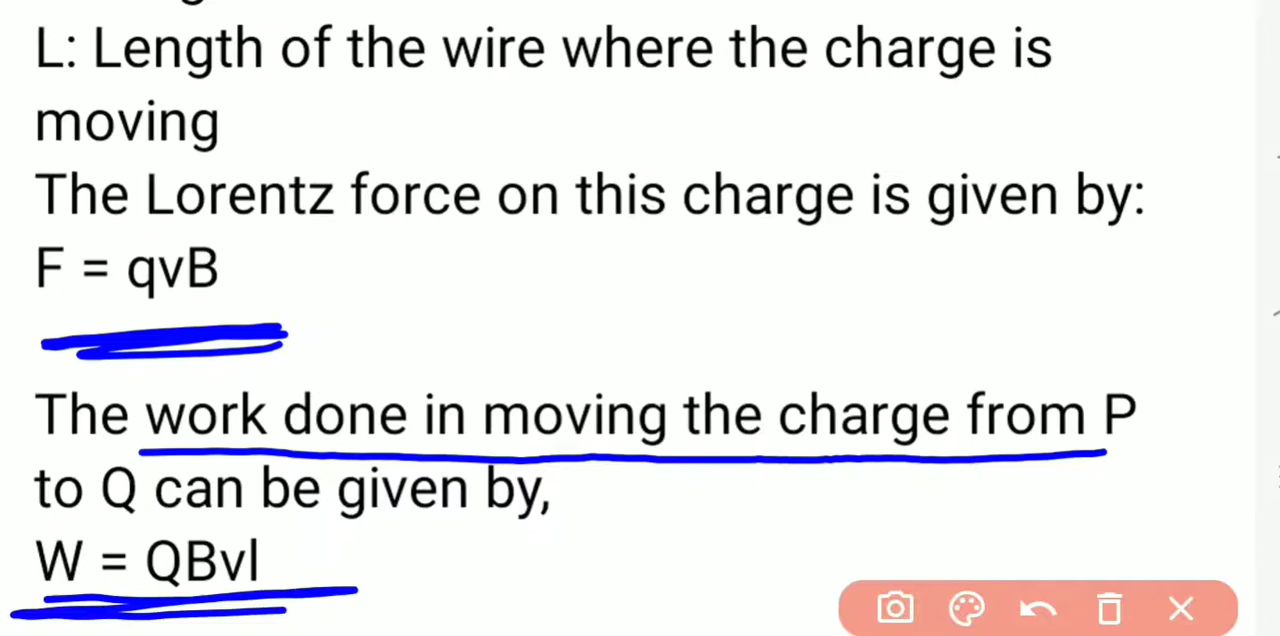 L: Length of the wire where the charge is
moving
The Lorentz force on this charge is given by:
F = qvB
The work done in moving the charge from P
to Q can be given by,
W = QBvl